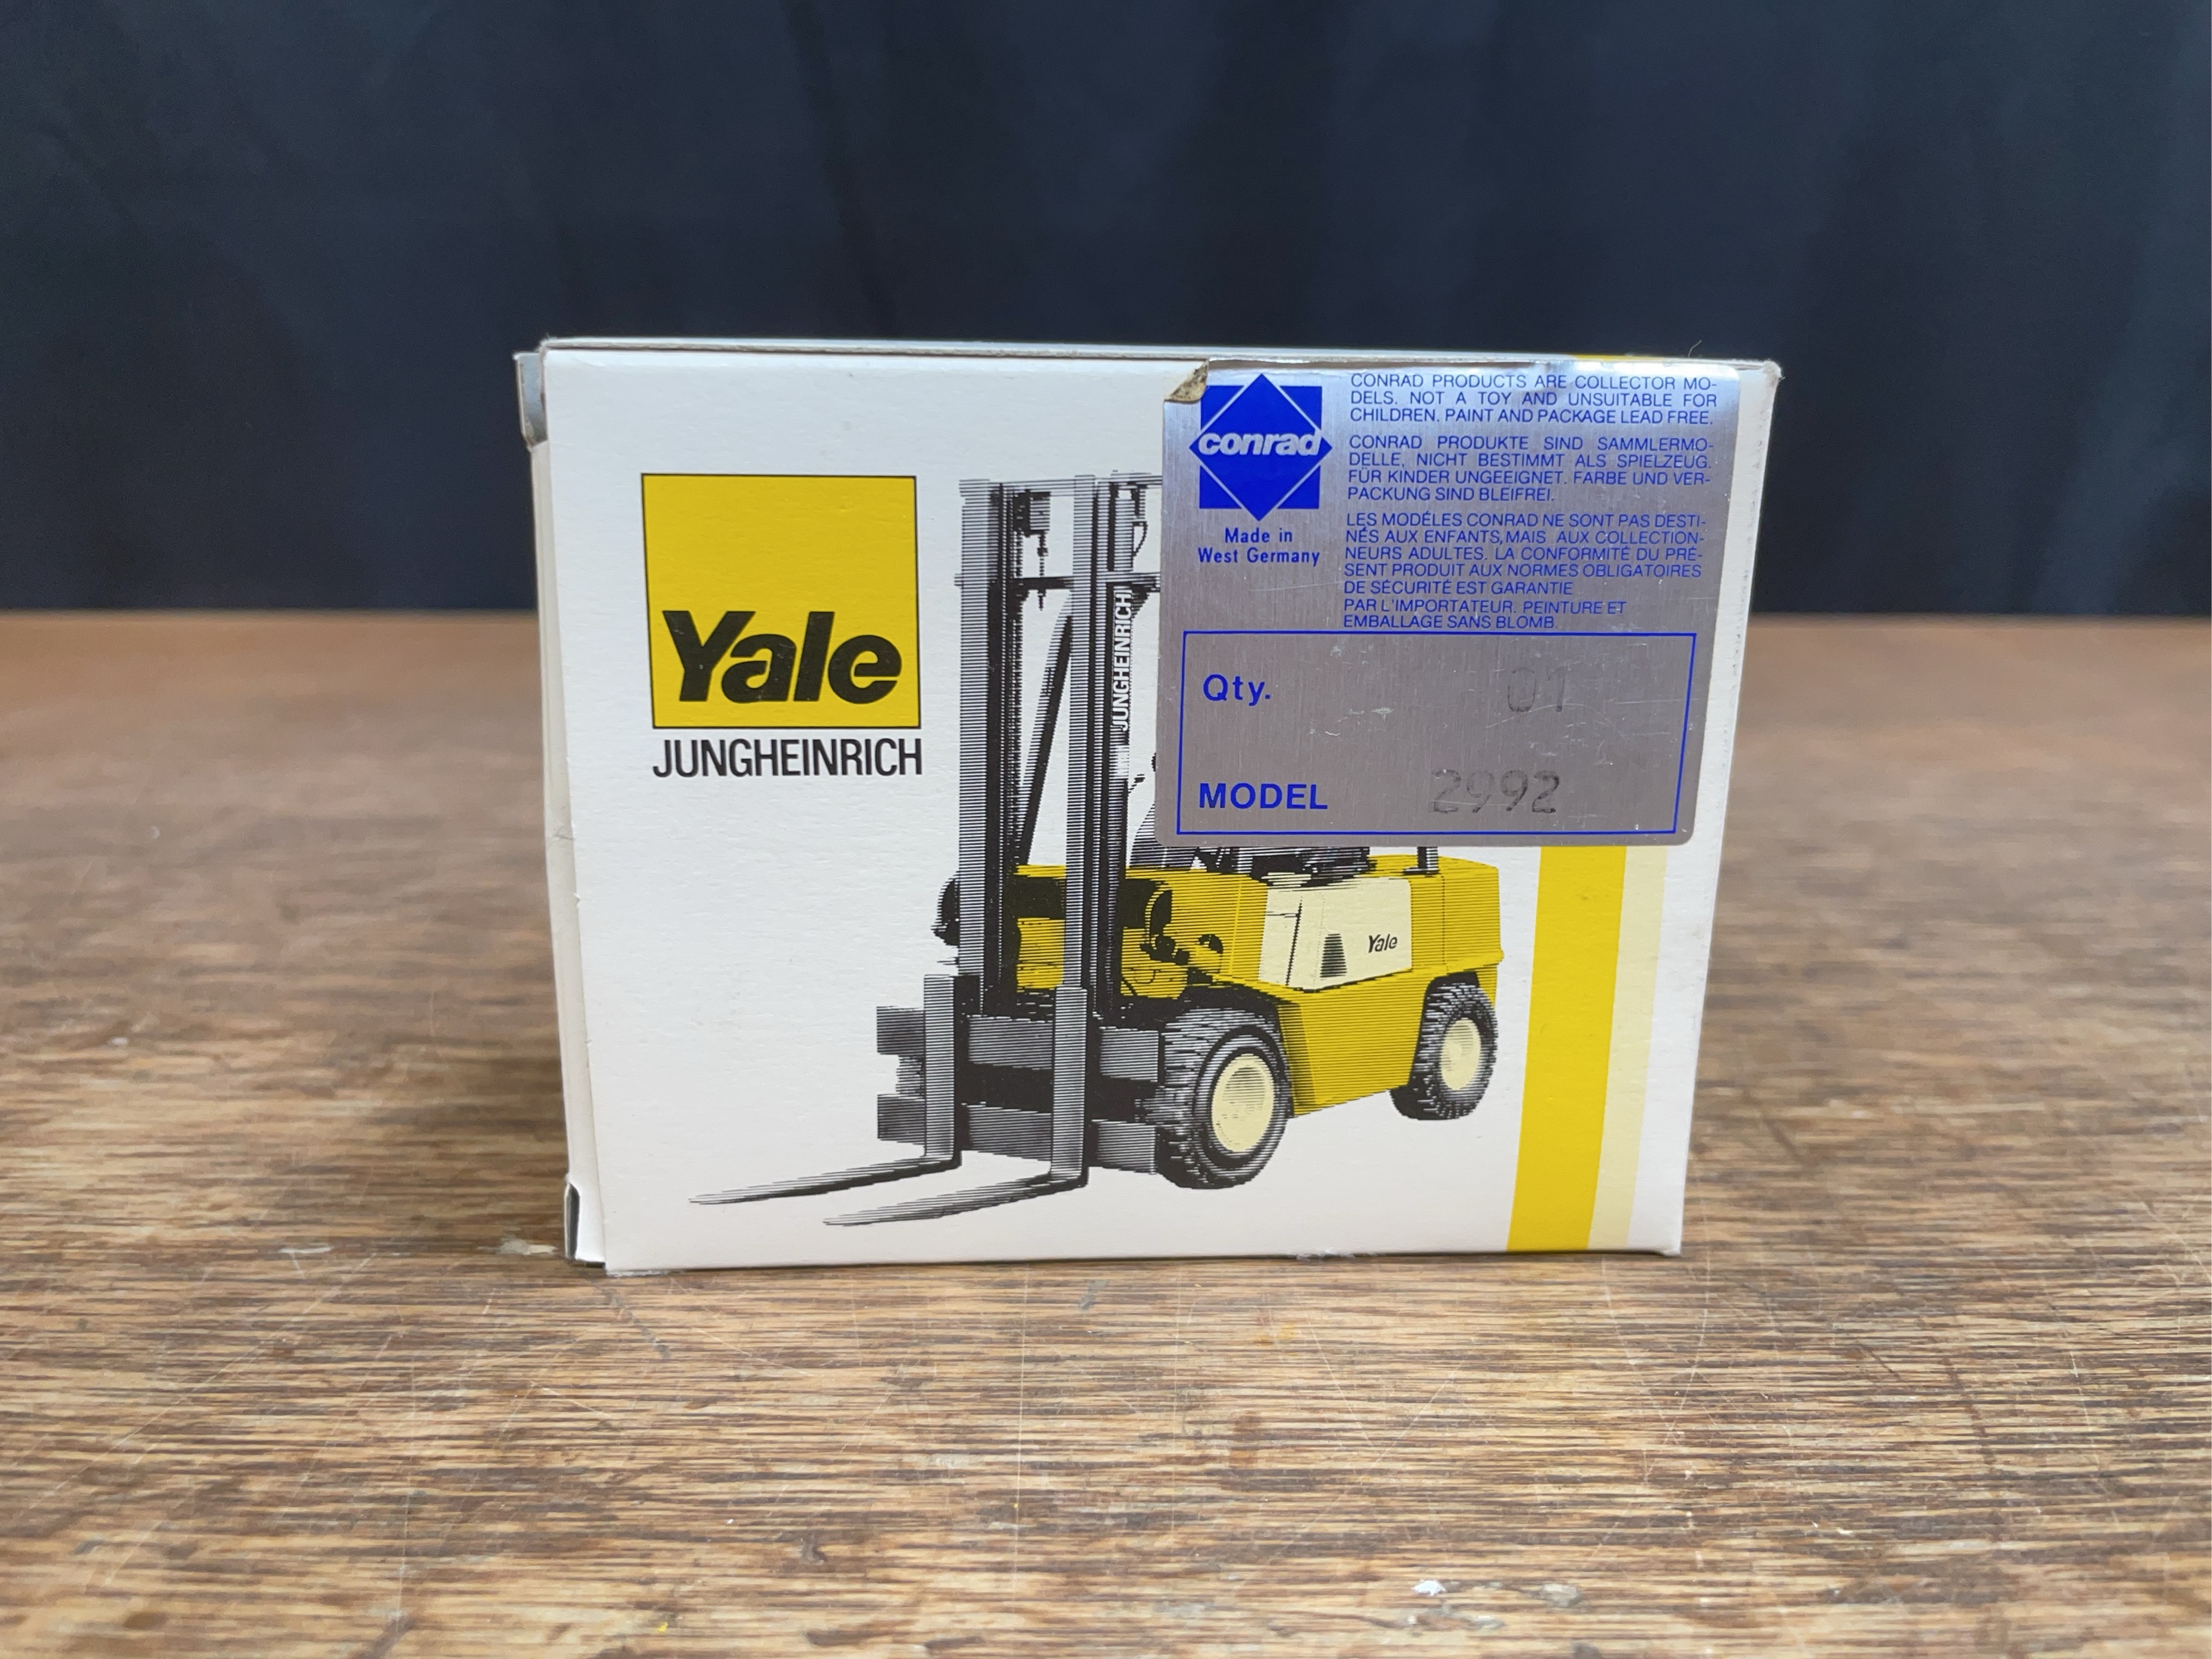 Yale
JUNGHEINRICH
JUNGHEINRICH
Yale
conrad
Made in
West Germany
CONRAD PRODUCTS ARE COLLECTOR MO-
DELS. NOT A TOY AND UNSUITABLE FOR
CHILDREN. PAINT AND PACKAGE LEAD FREE.
CONRAD PRODUKTE SIND SAMMLERMO-
DELLE, NICHT BESTIMMT ALS SPIELZEUG.
FÜR KINDER UNGEEIGNET. FARBE UND VER-
PACKUNG SIND BLEIFREI.
LES MODÉLES CONRAD NE SONT PAS DESTI-
NÉS AUX ENFANTS, MAIS AUX COLLECTION-
NEURS ADULTES. LA CONFORMITÉ DU PRÉ-
SENT PRODUIT AUX NORMES OBLIGATOIRES
DE SÉCURITÉ EST GARANTIE
PAR L'IMPORTATEUR. PEINTURE ET
EMBALLAGE SANS BLOMB.
Qty. 01
MODEL 2992